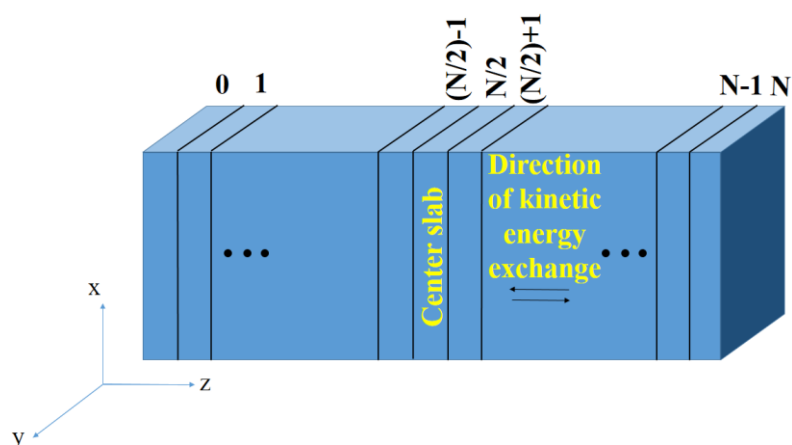 0 1 (N/2)-1 N/2 (N/2)+1 N-1 N
Center slab
Direction
of kinetic
energy
exchange
x
z
y